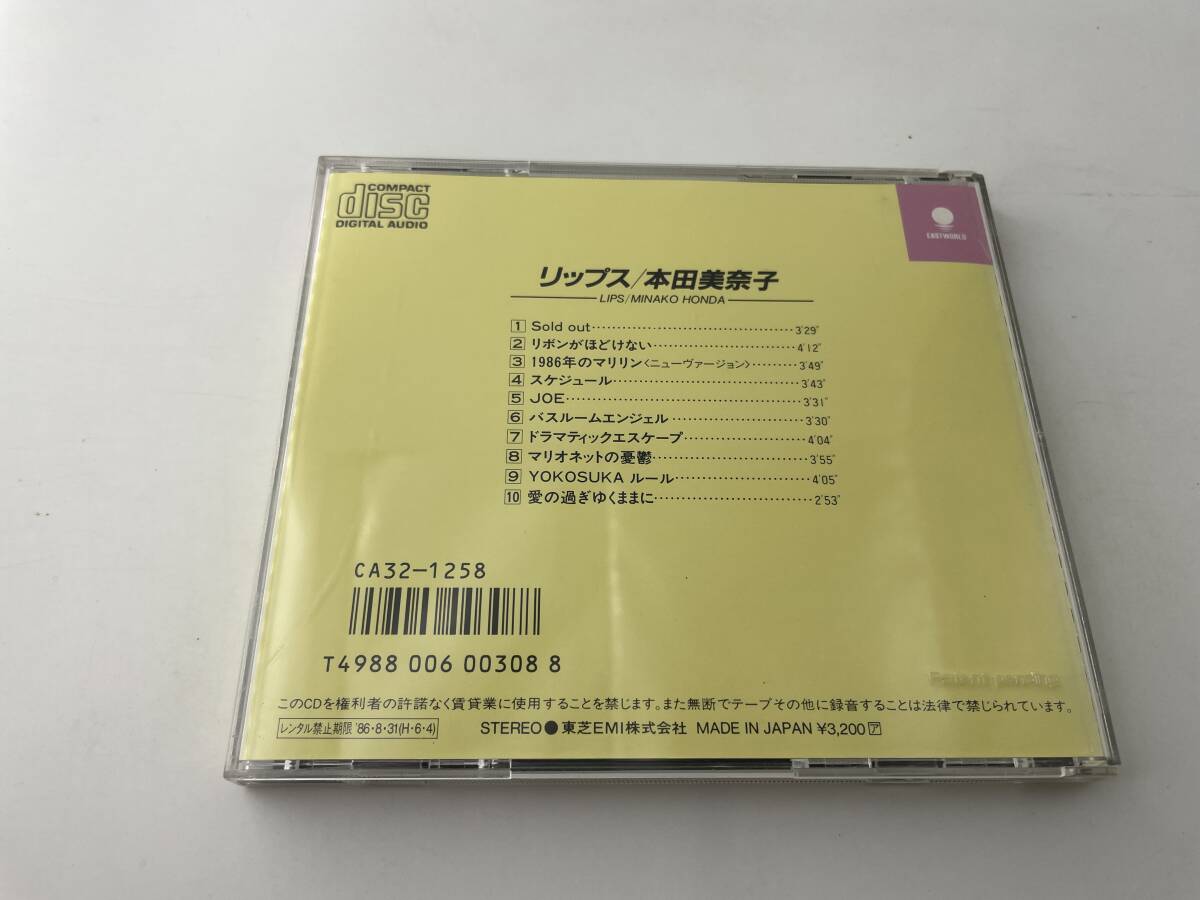 COMPACT
disc
DIGITAL AUDIO
EASTWORLD
リップス/本田美奈子
LIPS/MINAKO HONDA
1 Sold out 3'29"
2 リボンがほどけない 4'12"
3 1986年のマリリン〈ニューヴァージョン〉 3'49"
4 スケジュール 3'43"
5 JOE 3'31"
6 バスルームエンジェル 3'30"
7 ドラマティックエスケープ 4'04"
8 マリオネットの憂鬱 3'55"
9 YOKOSUKA ルール 4'05"
10 愛の過ぎゆくままに 2'53"
CA32-1258
T4988 006 00308 8
Patent pending
このCDを権利者の許諾なく賃貸業に使用することを禁じます。また無断でテープその他に録音することは法律で禁じられています。
レンタル禁止期限 '86・8・31(H・6・4) STEREO●東芝EMI株式会社 MADE IN JAPAN ¥3,200 ア